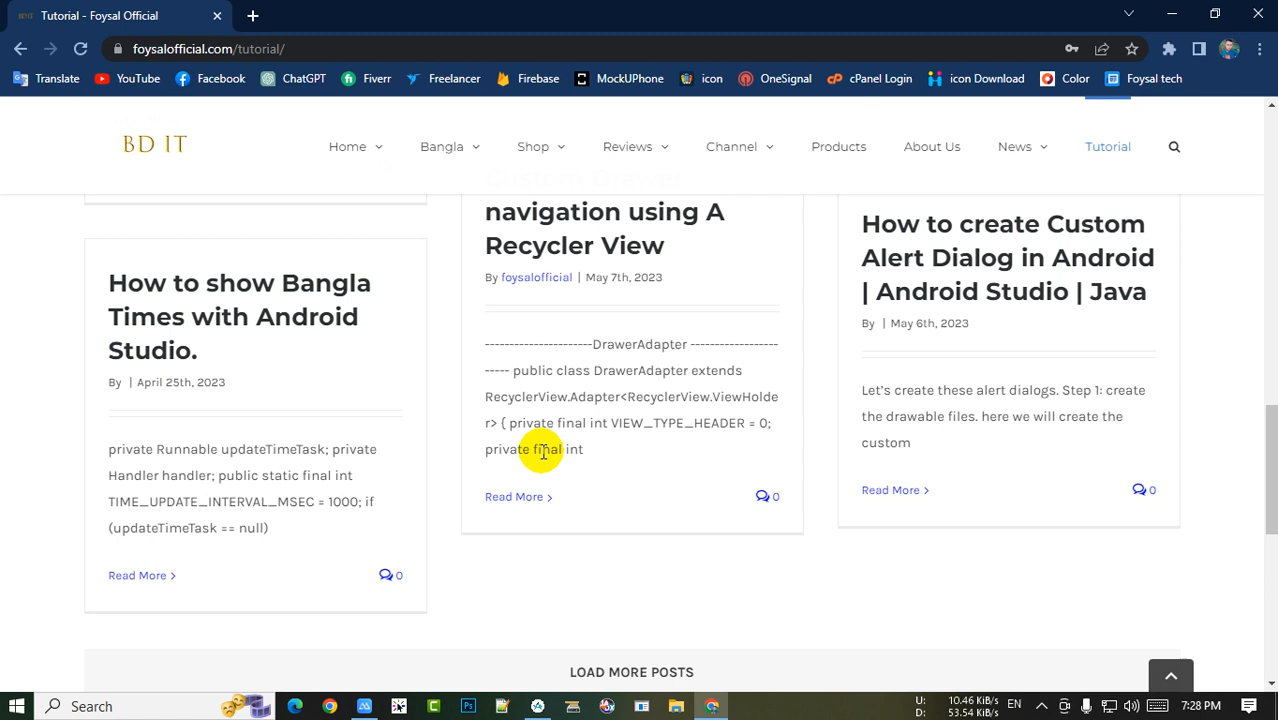 BD IT
Tutorial - Foysal Official
foysalofficial.com/tutorial/
Translate
YouTube
Facebook
ChatGPT
Fiverr
Freelancer
Firebase
MockUPhone
icon
OneSignal
cPanel Login
icon Download
Color
Foysal tech
BD IT
Home
Bangla
Shop
Reviews
Channel
Products
About Us
News
Tutorial
How to show Bangla
Times with Android
Studio.
By | April 25th, 2023
private Runnable updateTimeTask; private
Handler handler; public static final int
TIME_UPDATE_INTERVAL_MSEC = 1000; if
(updateTimeTask == null)
Read More
0
Custom Drawer
navigation using A
Recycler View
By foysalofficial | May 7th, 2023
----------------------DrawerAdapter ------------------
----- public class DrawerAdapter extends
RecyclerView.Adapter<RecyclerView.ViewHolde
r> { private final int VIEW_TYPE_HEADER = 0;
private final int
Read More
0
How to create Custom
Alert Dialog in Android
| Android Studio | Java
By | May 6th, 2023
Let's create these alert dialogs. Step 1: create
the drawable files. here we will create the
custom
Read More
0
LOAD MORE POSTS
Search
U: 10.46 KiB/s
D: 53.54 KiB/s
EN
7:28 PM